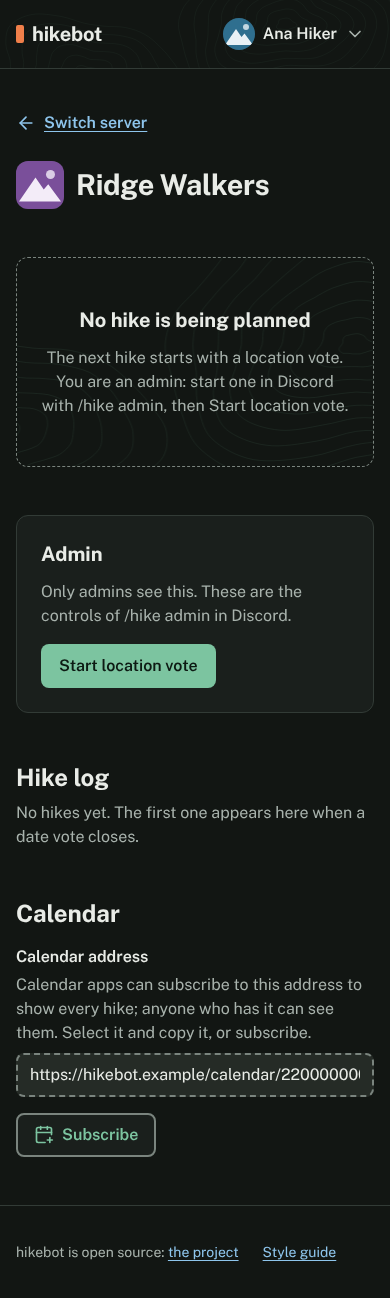 hikebot
Ana Hiker
Switch server
Ridge Walkers
No hike is being planned
The next hike starts with a location vote.
You are an admin: start one in Discord
with /hike admin, then Start location vote.
Admin
Only admins see this. These are the
controls of /hike admin in Discord.
Start location vote
Hike log
No hikes yet. The first one appears here when a
date vote closes.
Calendar
Calendar address
Calendar apps can subscribe to this address to
show every hike; anyone who has it can see
them. Select it and copy it, or subscribe.
https://hikebot.example/calendar/22000000
Subscribe
hikebot is open source: the project
Style guide